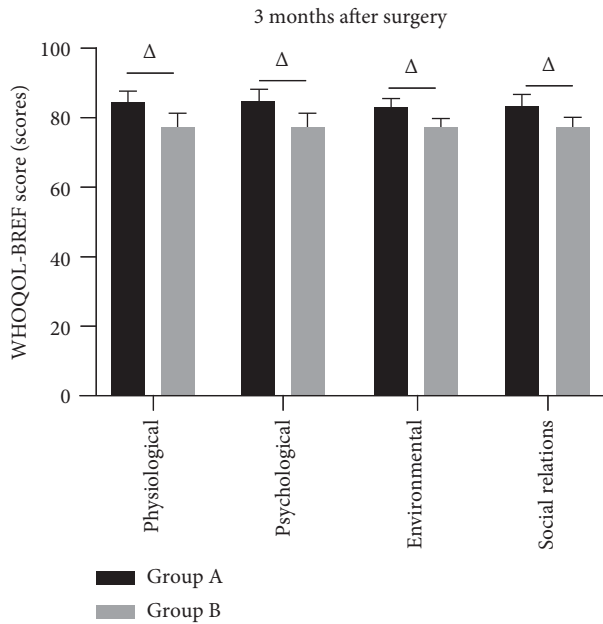 3 months after surgery
WHOQOL-BREF score (scores)
100
80
60
40
20
0
Δ
Δ
Δ
Δ
Physiological
Psychological
Environmental
Social relations
Group A
Group B